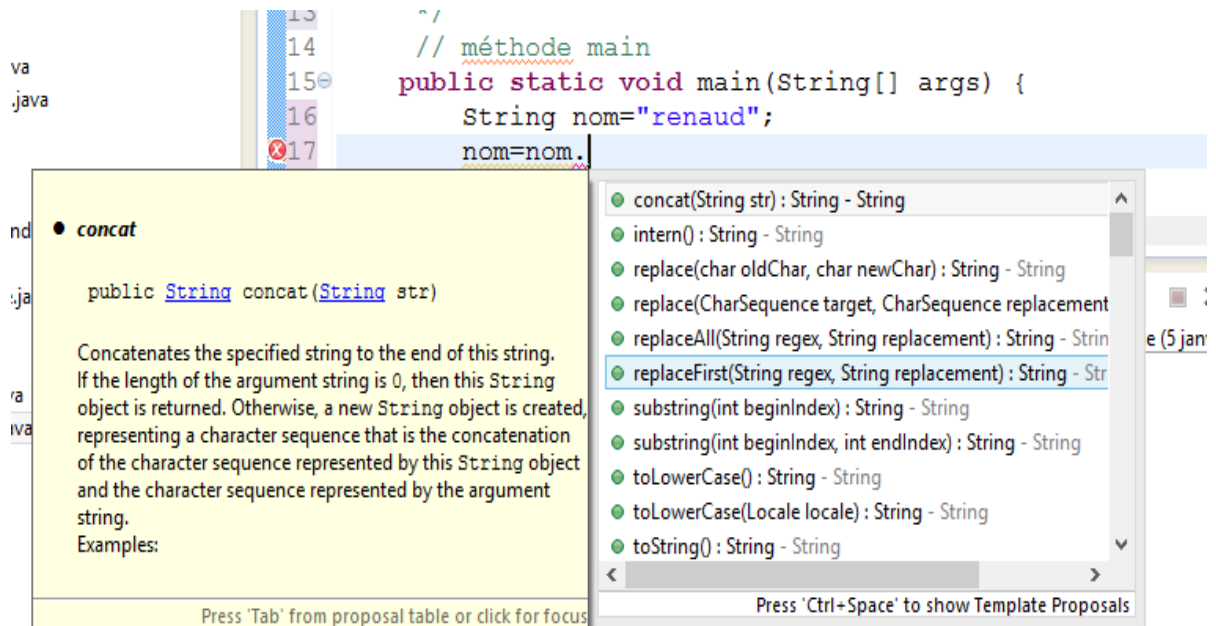 13 */
va
14 // méthode main
.java
15 public static void main(String[] args) {
16 String nom="renaud";
17 nom=nom.
nd
e.ja
/a
ava
concat
public String concat(String str)
Concatenates the specified string to the end of this string.
If the length of the argument string is 0, then this String
object is returned. Otherwise, a new String object is created,
representing a character sequence that is the concatenation
of the character sequence represented by this String object
and the character sequence represented by the argument
string.
Examples:
Press 'Tab' from proposal table or click for focus
concat(String str) : String - String
intern() : String - String
replace(char oldChar, char newChar) : String - String
replace(CharSequence target, CharSequence replacement
replaceAll(String regex, String replacement) : String - Strin
replaceFirst(String regex, String replacement) : String - Str
substring(int beginIndex) : String - String
substring(int beginIndex, int endIndex) : String - String
toLowerCase() : String - String
toLowerCase(Locale locale) : String - String
toString() : String - String
Press 'Ctrl+Space' to show Template Proposals
e (5 jan